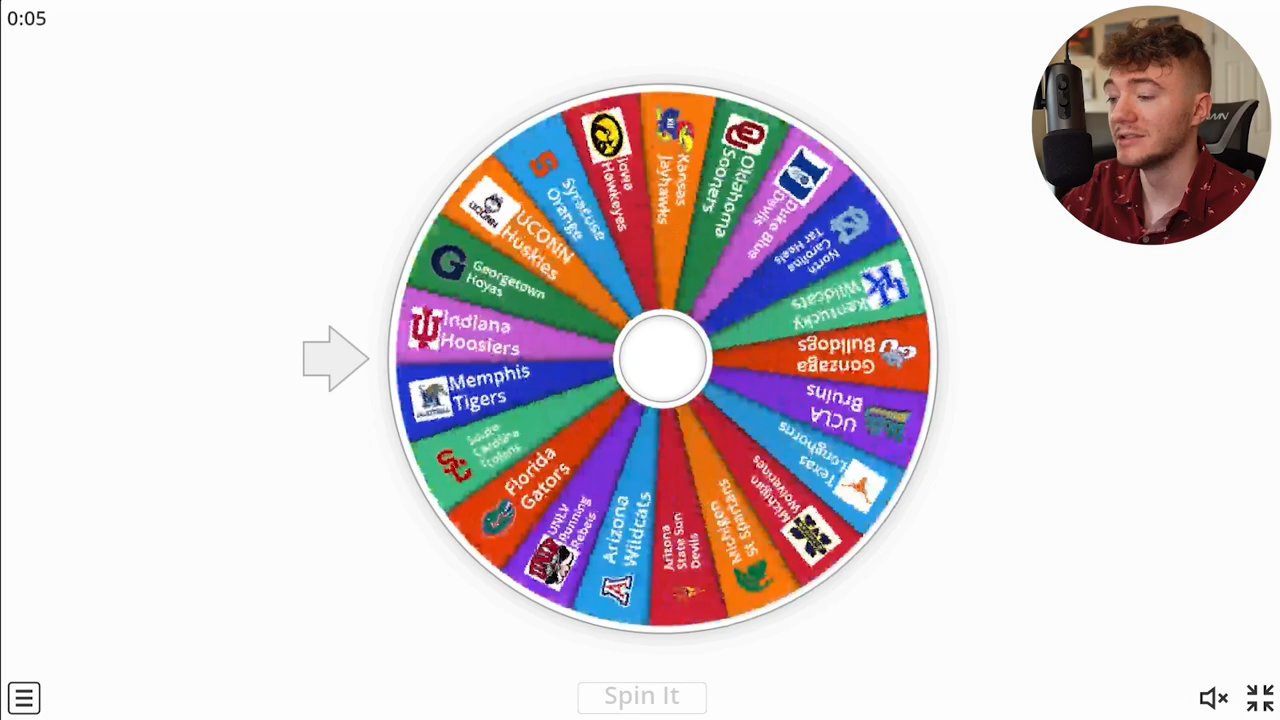 0:05
Iowa
Hawkeyes
Kansas
Jayhawks
Oklahoma
Sooners
Duke Blue
Devils
North
Carolina
Tar Heels
Kentucky
Wildcats
Gonzaga
Bulldogs
UCLA
Bruins
Texas
Longhorns
Michigan
Wolverines
Michigan
St Spartans
Arizona
State Sun
Devils
Arizona
Wildcats
UNLV
Running
Rebels
Florida
Gators
South
Carolina
Memphis
Tigers
Indiana
Hoosiers
Georgetown
Hoyas
G
UCONN
UCONN
Huskies
Syracuse
Orange
Spin It